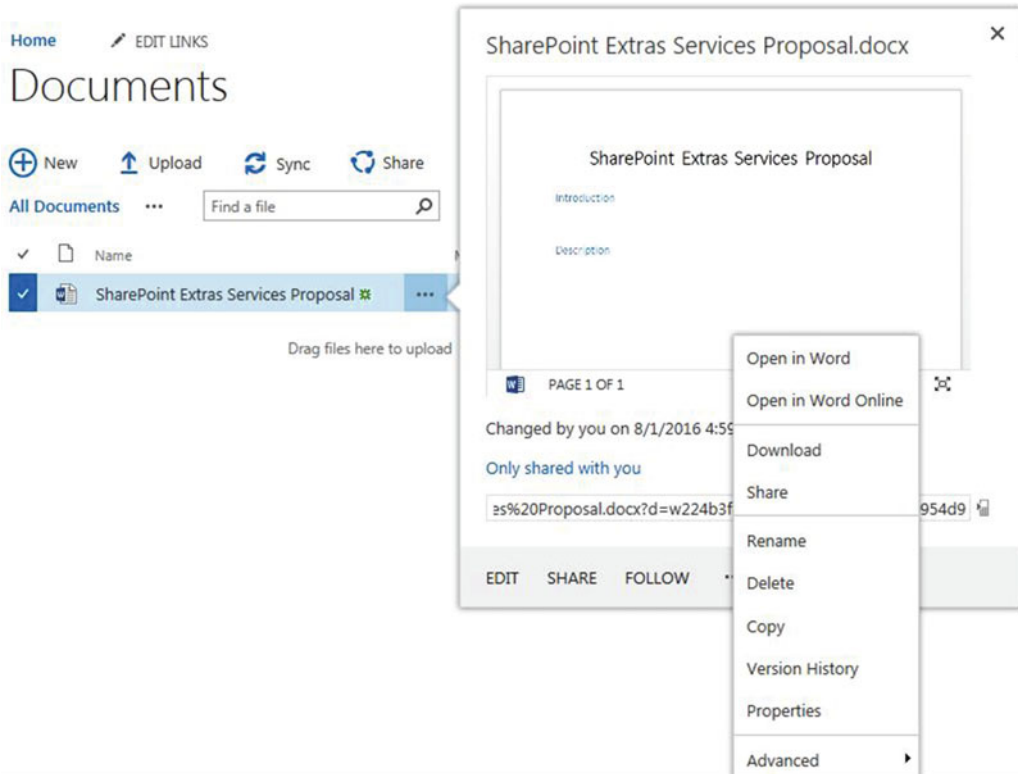 Home EDIT LINKS
Documents
New Upload Sync Share
All Documents ... Find a file
Name
SharePoint Extras Services Proposal ...
Drag files here to upload
SharePoint Extras Services Proposal.docx
SharePoint Extras Services Proposal
Introduction
Description
PAGE 1 OF 1
Changed by you on 8/1/2016 4:59
Only shared with you
es%20Proposal.docx?d=w224b3f 954d9
EDIT SHARE FOLLOW
Open in Word
Open in Word Online
Download
Share
Rename
Delete
Copy
Version History
Properties
Advanced